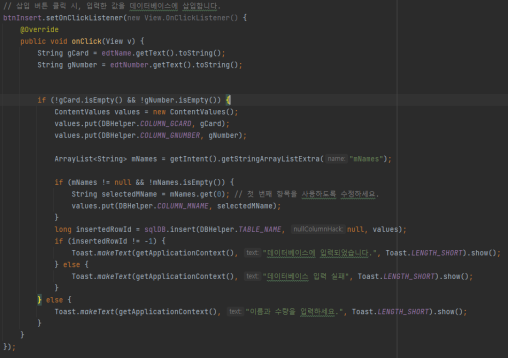 // 삽입 버튼 클릭 시, 입력한 값을 데이터베이스에 삽입합니다.
btnInsert.setOnClickListener(new View.OnClickListener() {
@Override
public void onClick(View v) {
String gCard = edtName.getText().toString();
String gNumber = edtNumber.getText().toString();
if (!gCard.isEmpty() && !gNumber.isEmpty()) {
ContentValues values = new ContentValues();
values.put(DBHelper.COLUMN_GCARD, gCard);
values.put(DBHelper.COLUMN_GNUMBER, gNumber);
ArrayList<String> mNames = getIntent().getStringArrayListExtra( name: "mNames");
if (mNames != null && !mNames.isEmpty()) {
String selectedMName = mNames.get(0); // 첫 번째 항목을 사용하도록 수정하세요.
values.put(DBHelper.COLUMN_MNAME, selectedMName);
}
long insertedRowId = sqlDB.insert(DBHelper.TABLE_NAME, nullColumnHack: null, values);
if (insertedRowId != -1) {
Toast.makeText(getApplicationContext(), text: "데이터베이스에 입력되었습니다.", Toast.LENGTH_SHORT).show();
} else {
Toast.makeText(getApplicationContext(), text: "데이터베이스 입력 실패", Toast.LENGTH_SHORT).show();
}
} else {
Toast.makeText(getApplicationContext(), text: "이름과 수량을 입력하세요.", Toast.LENGTH_SHORT).show();
}
}
});